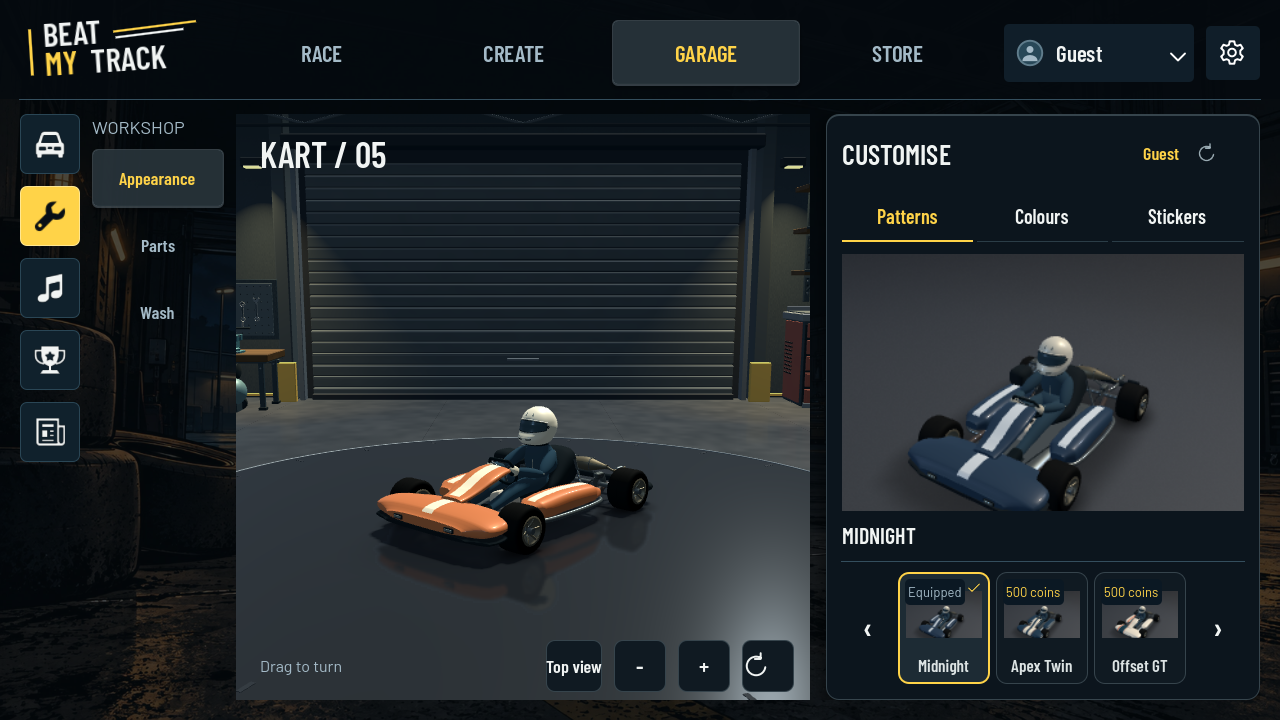 BEAT
MY TRACK
RACE
CREATE
GARAGE
STORE
Guest
WORKSHOP
Appearance
Parts
Wash
KART / 05
Drag to turn
Top view
-
+
CUSTOMISE
Guest
Patterns
Colours
Stickers
MIDNIGHT
Equipped
500 coins
500 coins
‹
›
Midnight
Apex Twin
Offset GT